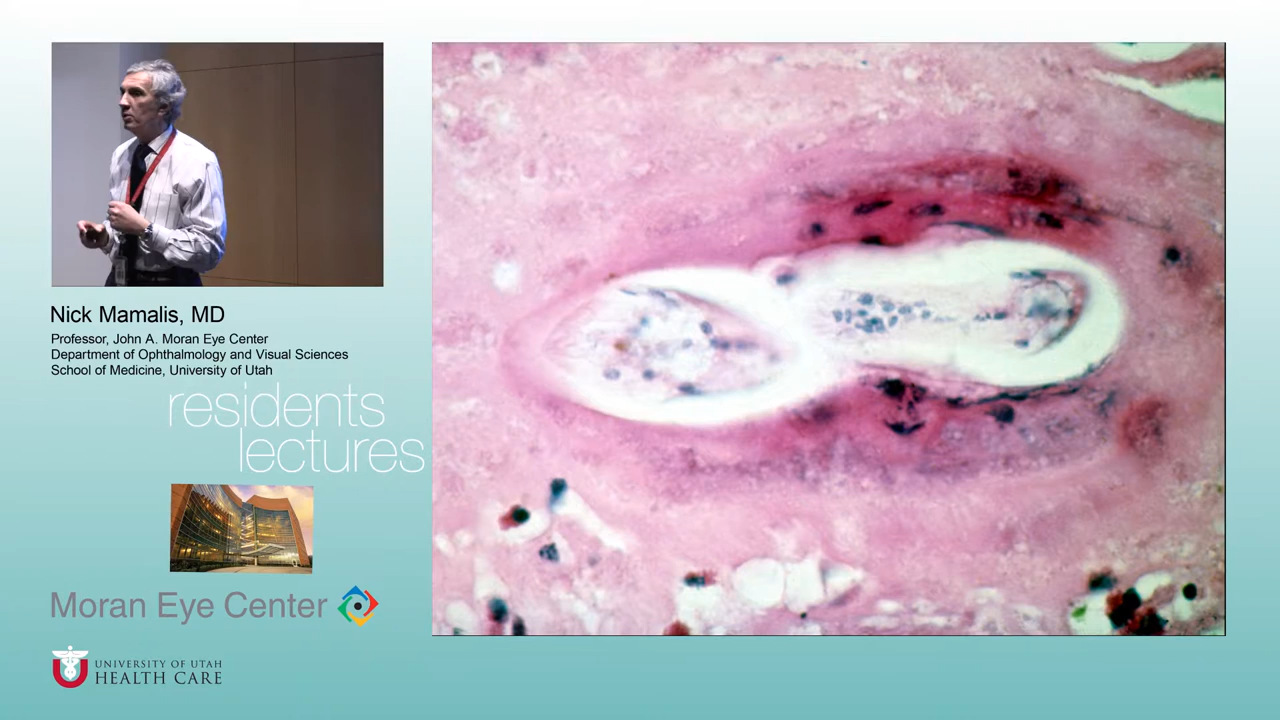 Nick Mamalis, MD
Professor, John A. Moran Eye Center
Department of Ophthalmology and Visual Sciences
School of Medicine, University of Utah
residents
lectures
Moran Eye Center
U
UNIVERSITY OF UTAH
HEALTH CARE